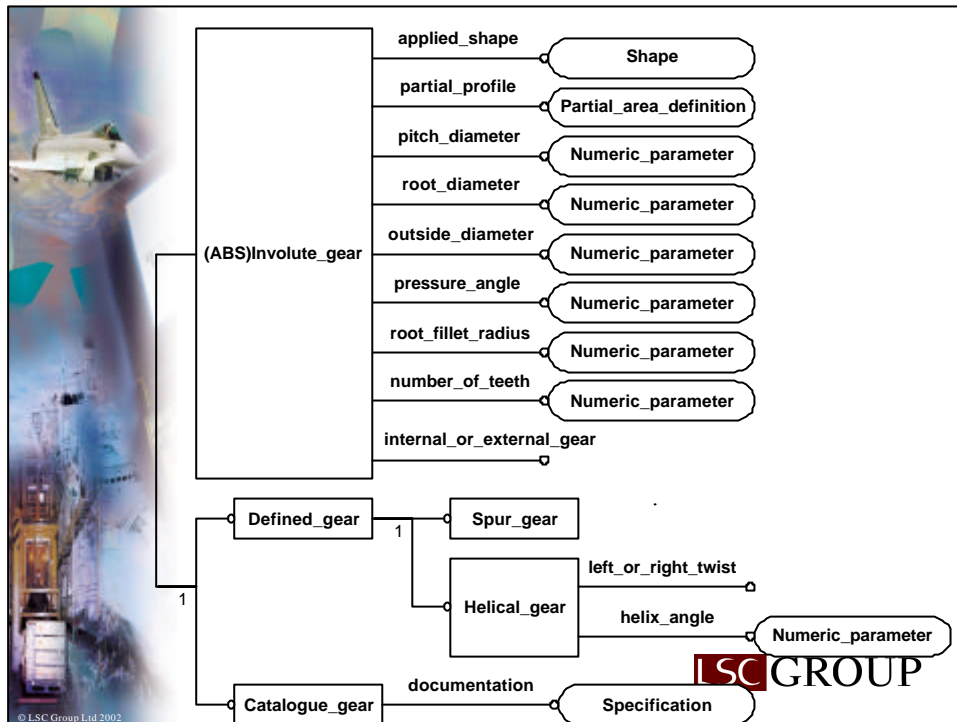 applied_shape
Shape
partial_profile
Partial_area_definition
pitch_diameter
Numeric_parameter
root_diameter
Numeric_parameter
outside_diameter
Numeric_parameter
(ABS)Involute_gear
pressure_angle
Numeric_parameter
root_fillet_radius
Numeric_parameter
number_of_teeth
Numeric_parameter
internal_or_external_gear
Defined_gear
1
Spur_gear
left_or_right_twist
1
Helical_gear
helix_angle
Numeric_parameter
LSC GROUP
documentation
Catalogue_gear
Specification
© LSC Group Ltd 2002